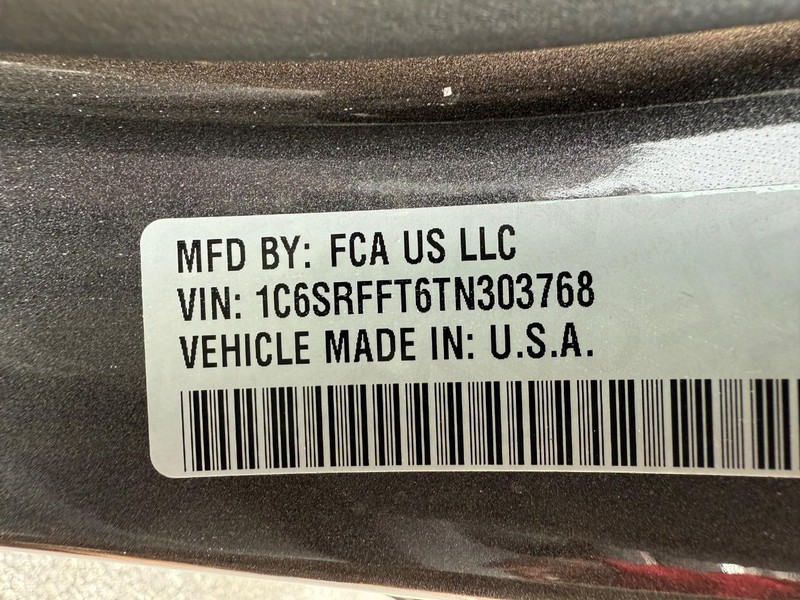 MFD BY: FCA US LLC
VIN: 1C6SRFFT6TN303768
VEHICLE MADE IN: U.S.A.